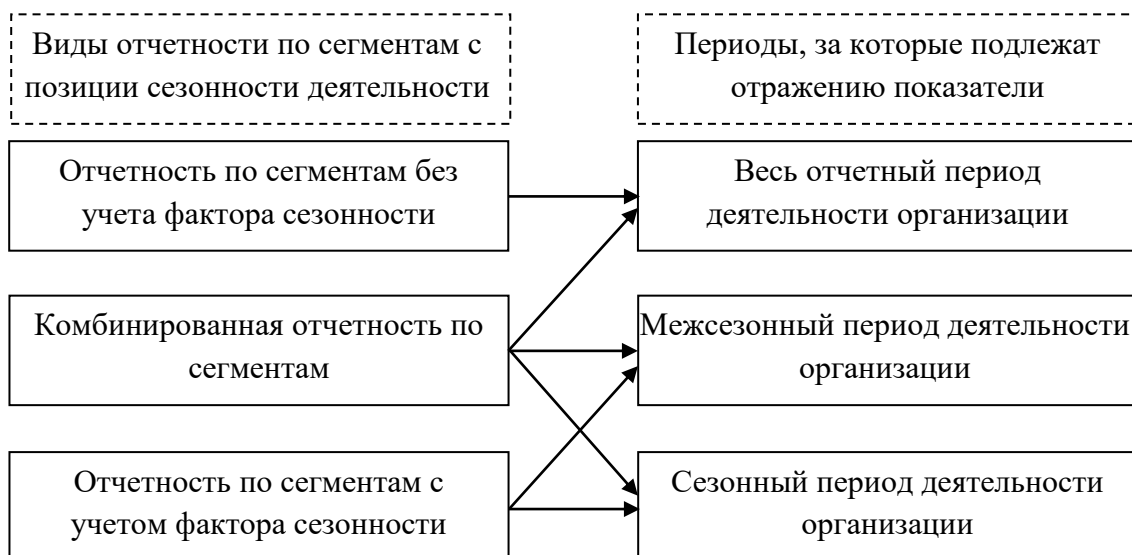 Виды отчетности по сегментам с
позиции сезонности деятельности
Периоды, за которые подлежат
отражению показатели
Отчетность по сегментам без
учета фактора сезонности
Весь отчетный период
деятельности организации
Комбинированная отчетность по
сегментам
Межсезонный период деятельности
организации
Отчетность по сегментам с
учетом фактора сезонности
Сезонный период деятельности
организации